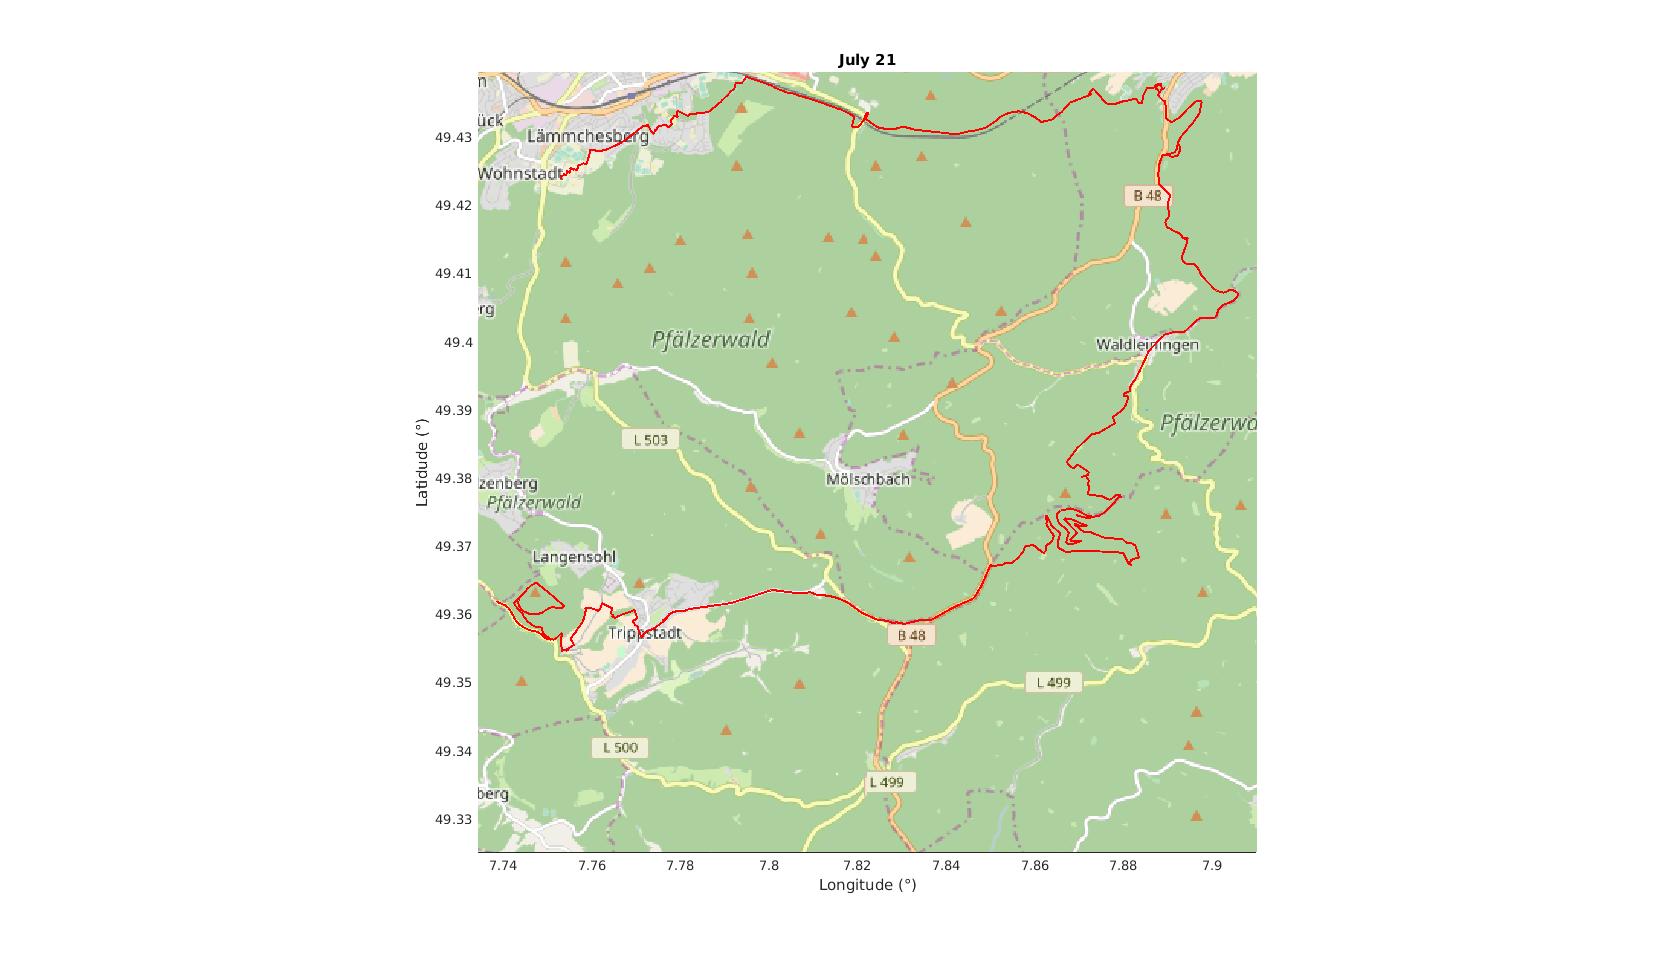 July 21
n
ück
Lämmchesberg
Wohnstadt
B 48
erg
Pfälzerwald
Waldleiningen
Pfälzerwa
L 503
Mölschbach
zenberg
Pfälzerwald
Langensohl
Trippstadt
B 48
L 499
L 500
L 499
berg
49.43
49.42
49.41
49.4
49.39
49.38
49.37
49.36
49.35
49.34
49.33
Latidude (°)
7.74 7.76 7.78 7.8 7.82 7.84 7.86 7.88 7.9
Longitude (°)